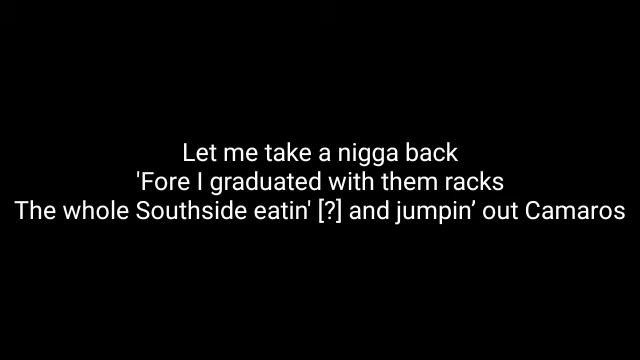 Let me take a nigga back
'Fore I graduated with them racks
The whole Southside eatin' [?] and jumpin’ out Camaros